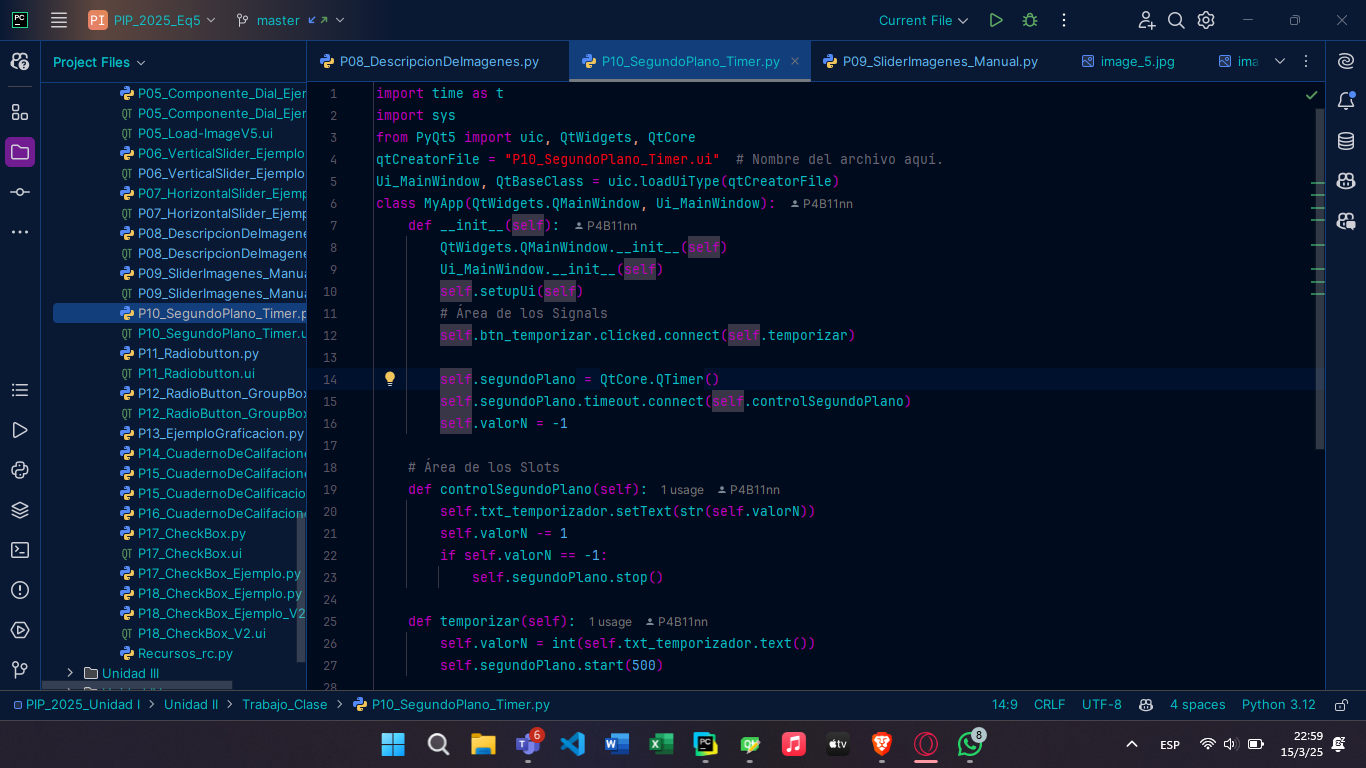 PC
PI PIP_2025_Eq5
master
Current File
Project Files
P08_DescripcionDeImagenes.py
P10_SegundoPlano_Timer.py
P09_SliderImagenes_Manual.py
image_5.jpg
ima
P05_Componente_Dial_Ejer
P05_Componente_Dial_Ejer
P05_Load-ImageV5.ui
P06_VerticalSlider_Ejemplo
P06_VerticalSlider_Ejemplo
P07_HorizontalSlider_Ejemp
P07_HorizontalSlider_Ejemp
P08_DescripcionDeImagene
P08_DescripcionDeImagene
P09_SliderImagenes_Manua
P09_SliderImagenes_Manua
P10_SegundoPlano_Timer.p
P10_SegundoPlano_Timer.u
P11_Radiobutton.py
P11_Radiobutton.ui
P12_RadioButton_GroupBox
P12_RadioButton_GroupBox
P13_EjemploGraficacion.py
P14_CuadernoDeCalifacione
P15_CuadernoDeCalifacione
P15_CuadernoDeCalificacio
P16_CuadernoDeCalifacione
P17_CheckBox.py
P17_CheckBox.ui
P17_CheckBox_Ejemplo.py
P18_CheckBox_Ejemplo.py
P18_CheckBox_Ejemplo_V2
P18_CheckBox_V2.ui
Recursos_rc.py
Unidad III
1 import time as t
2 import sys
3 from PyQt5 import uic, QtWidgets, QtCore
4 qtCreatorFile = "P10_SegundoPlano_Timer.ui"  # Nombre del archivo aquí.
5 Ui_MainWindow, QtBaseClass = uic.loadUiType(qtCreatorFile)
6 class MyApp(QtWidgets.QMainWindow, Ui_MainWindow): P4B11nn
7 def __init__(self): P4B11nn
8 QtWidgets.QMainWindow.__init__(self)
9 Ui_MainWindow.__init__(self)
10 self.setupUi(self)
11 # Área de los Signals
12 self.btn_temporizar.clicked.connect(self.temporizar)
13
14 self.segundoPlano = QtCore.QTimer()
15 self.segundoPlano.timeout.connect(self.controlSegundoPlano)
16 self.valorN = -1
17
18 # Área de los Slots
19 def controlSegundoPlano(self): 1 usage P4B11nn
20 self.txt_temporizador.setText(str(self.valorN))
21 self.valorN -= 1
22 if self.valorN == -1:
23 self.segundoPlano.stop()
24
25 def temporizar(self): 1 usage P4B11nn
26 self.valorN = int(self.txt_temporizador.text())
27 self.segundoPlano.start(500)
28
PIP_2025_Unidad I > Unidad II > Trabajo_Clase > P10_SegundoPlano_Timer.py
14:9 CRLF UTF-8 4 spaces Python 3.12
6
8
ESP
22:59
15/3/25